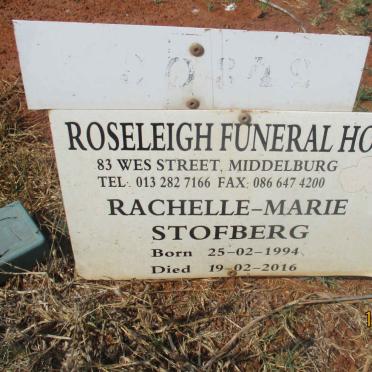 ROSELEIGH FUNERAL HO
83 WES STREET, MIDDELBURG
TEL: 013 282 7166 FAX: 086 647 4200
RACHELLE-MARIE
STOFBERG
Born 25-02-1994
Died 19-02-2016